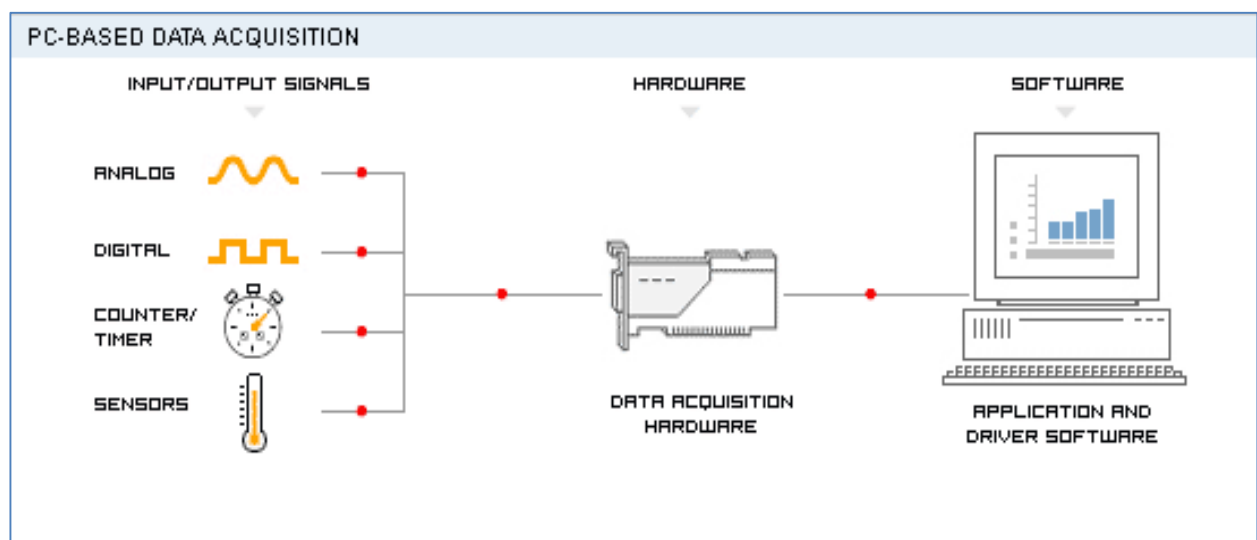 PC-BASED DATA ACQUISITION
INPUT/OUTPUT SIGNALS
HARDWARE
SOFTWARE
ANALOG
DIGITAL
COUNTER/
TIMER
SENSORS
DATA ACQUISITION
HARDWARE
APPLICATION AND
DRIVER SOFTWARE